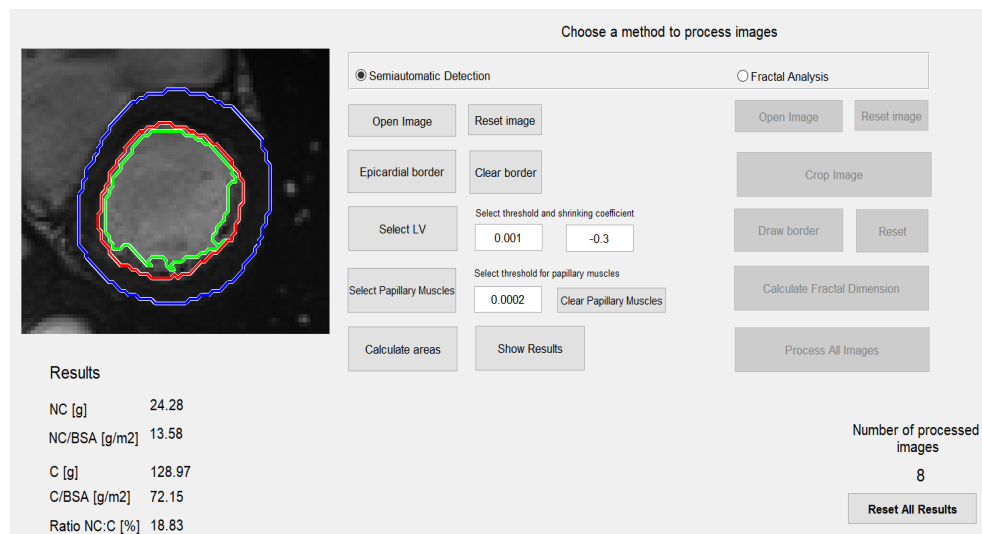 Choose a method to process images
Semiautomatic Detection
Fractal Analysis
Open Image
Reset image
Open Image
Reset image
Epicardial border
Clear border
Crop Image
Select LV
Select threshold and shrinking coefficient
0.001
-0.3
Draw border
Reset
Select Papillary Muscles
Select threshold for papillary muscles
0.0002
Clear Papillary Muscles
Calculate Fractal Dimension
Calculate areas
Show Results
Process All Images
Results
NC [g] 24.28
NC/BSA [g/m2] 13.58
C [g] 128.97
C/BSA [g/m2] 72.15
Ratio NC:C [%] 18.83
Number of processed
images
8
Reset All Results